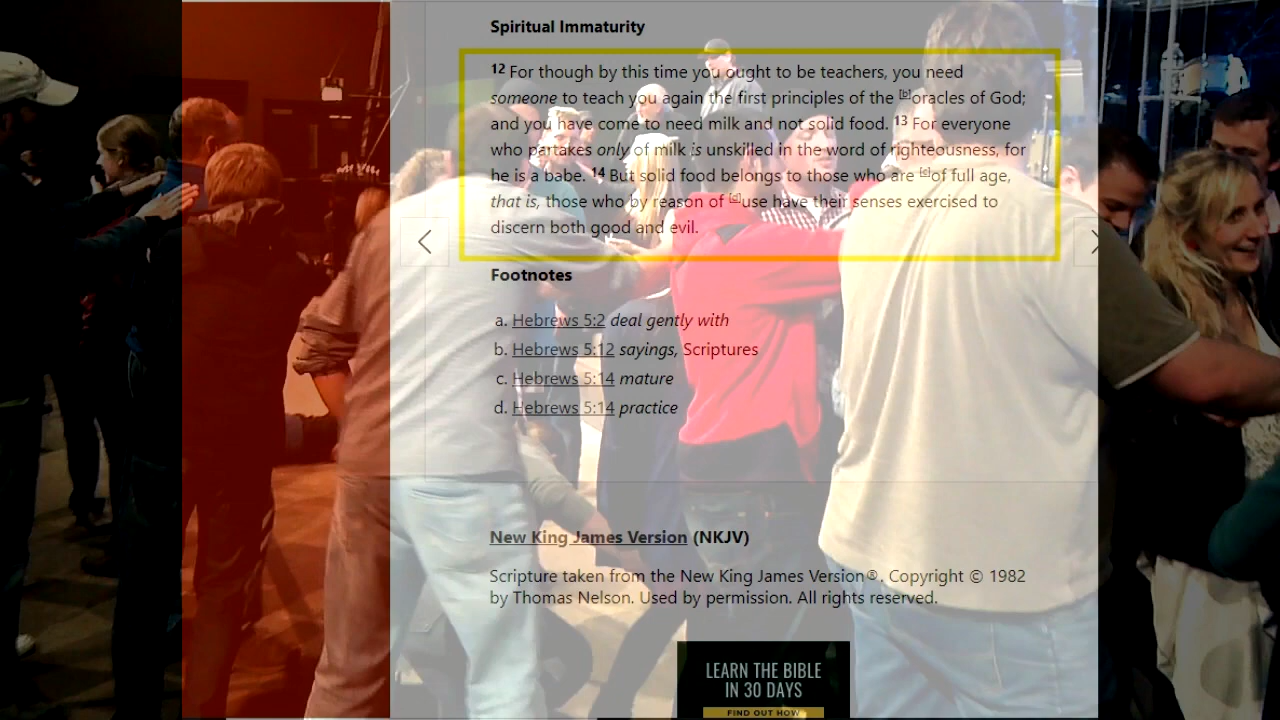 Spiritual Immaturity
12 For though by this time you ought to be teachers, you need
someone to teach you again the first principles of the [b]oracles of God;
and you have come to need milk and not solid food. 13 For everyone
who partakes only of milk is unskilled in the word of righteousness, for
he is a babe. 14 But solid food belongs to those who are [c]of full age,
that is, those who by reason of [d]use have their senses exercised to
discern both good and evil.
Footnotes
a. Hebrews 5:2 deal gently with
b. Hebrews 5:12 sayings, Scriptures
c. Hebrews 5:14 mature
d. Hebrews 5:14 practice
New King James Version (NKJV)
Scripture taken from the New King James Version®. Copyright © 1982
by Thomas Nelson. Used by permission. All rights reserved.
LEARN THE BIBLE
IN 30 DAYS
FIND OUT HOW